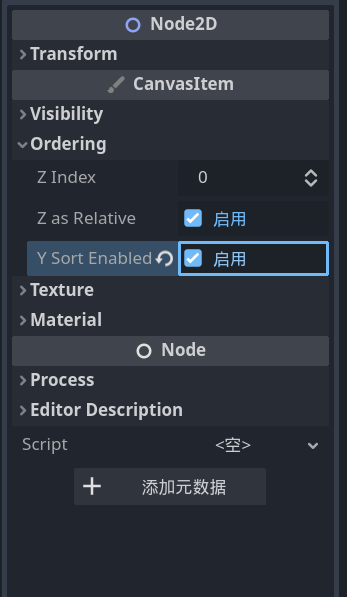 Node2D
Transform
CanvasItem
Visibility
Ordering
Z Index 0
Z as Relative 启用
Y Sort Enabled 启用
Texture
Material
Node
Process
Editor Description
Script <空>
添加元数据